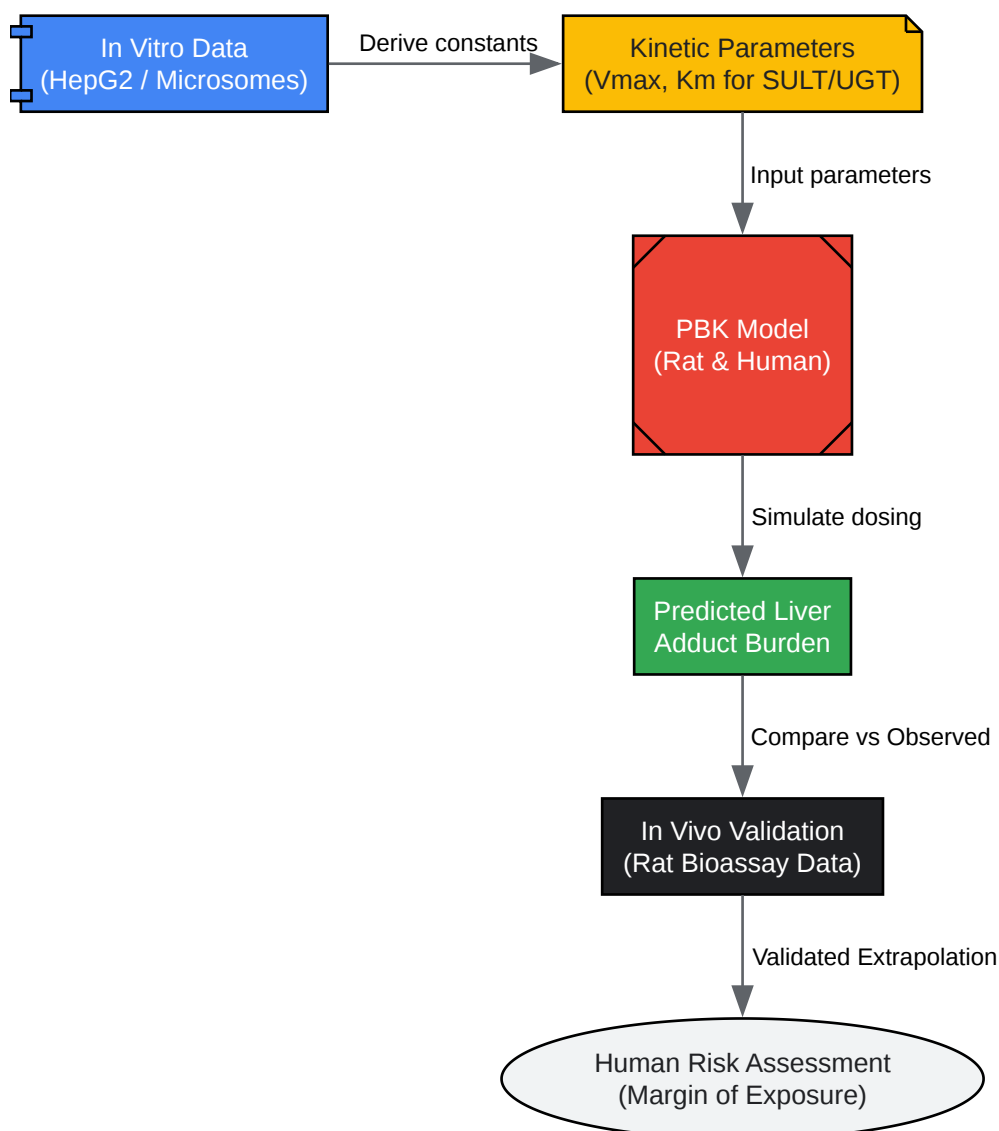 In Vitro Data
(HepG2 / Microsomes)
Derive constants
Kinetic Parameters
(Vmax, Km for SULT/UGT)
Input parameters
PBK Model
(Rat & Human)
Simulate dosing
Predicted Liver
Adduct Burden
Compare vs Observed
In Vivo Validation
(Rat Bioassay Data)
Validated Extrapolation
Human Risk Assessment
(Margin of Exposure)